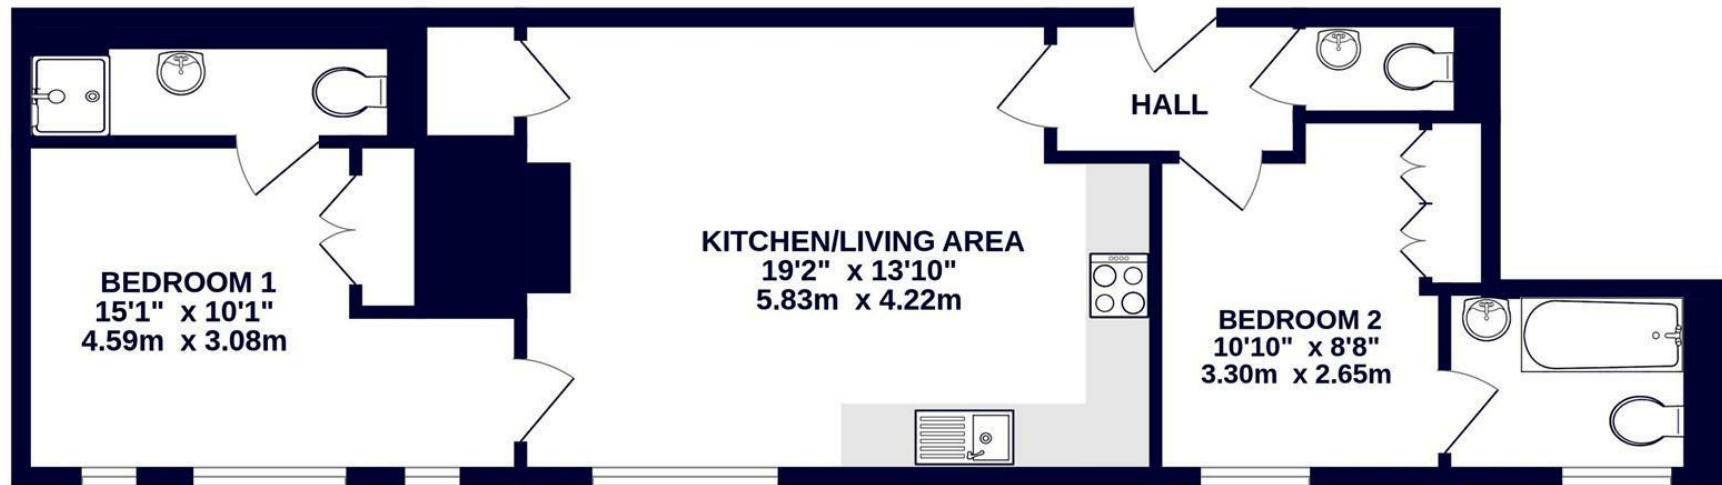 HALL
KITCHEN/LIVING AREA
19'2" x 13'10"
5.83m x 4.22m
BEDROOM 1
15'1" x 10'1"
4.59m x 3.08m
BEDROOM 2
10'10" x 8'8"
3.30m x 2.65m